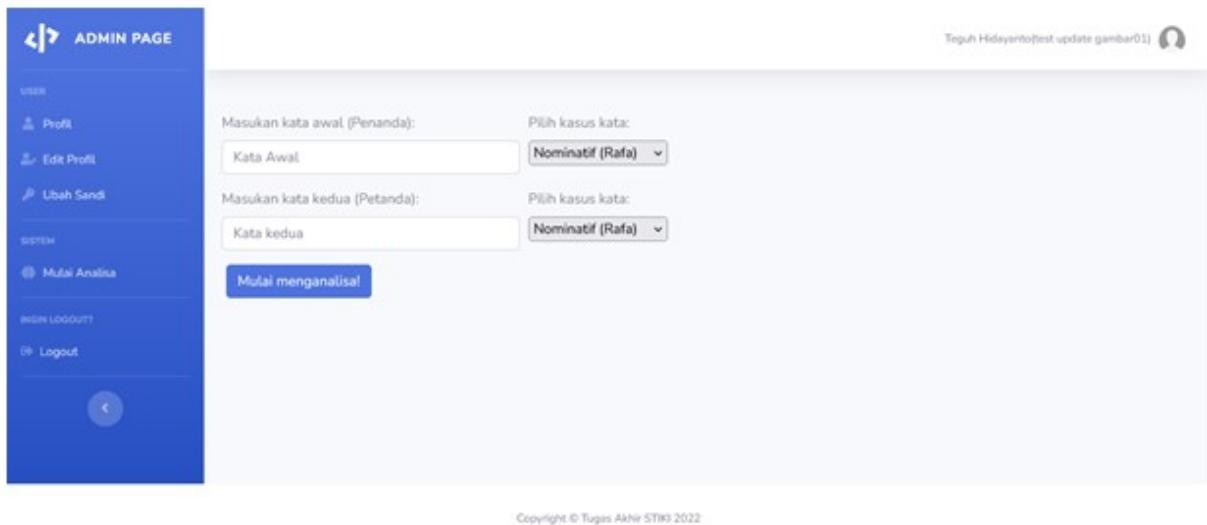 ADMIN PAGE
Teguh Hidayanto(test update gambar01)
USER
Profil
Edit Profil
Ubah Sandi
SISTEM
Mulai Analisa
INGIN LOGOUT?
Logout
Masukan kata awal (Penanda):
Pilih kasus kata:
Kata Awal
Nominatif (Rafa)
Masukan kata kedua (Petanda):
Pilih kasus kata:
Kata kedua
Nominatif (Rafa)
Mulai menganalisa!
Copyright © Tugas Akhir STIKI 2022